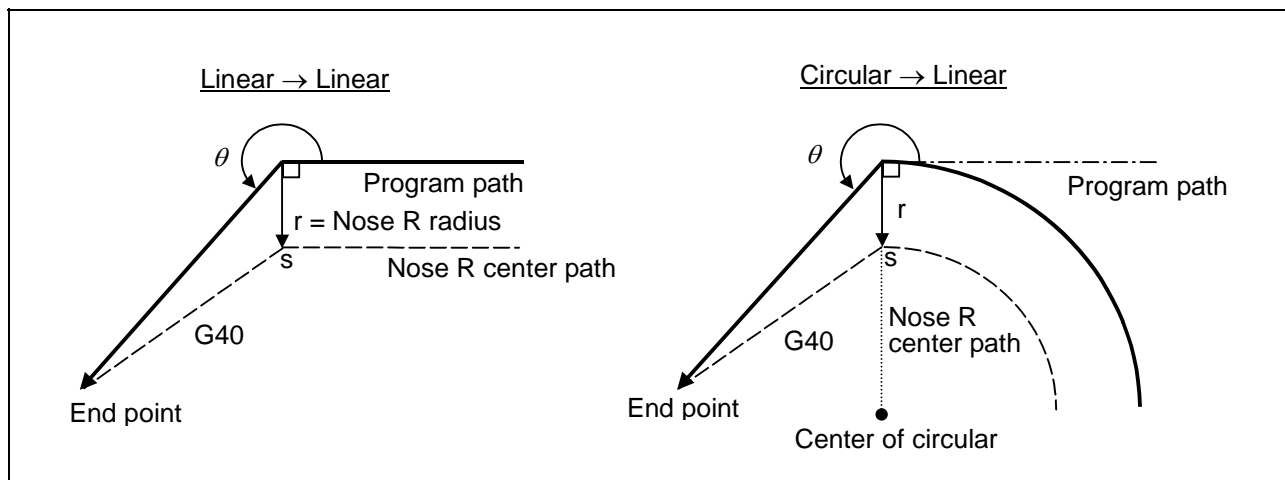 Linear → Linear
θ
Program path
r = Nose R radius
s
Nose R center path
G40
End point
Circular → Linear
θ
Program path
r
s
Nose R
center path
G40
End point
Center of circular